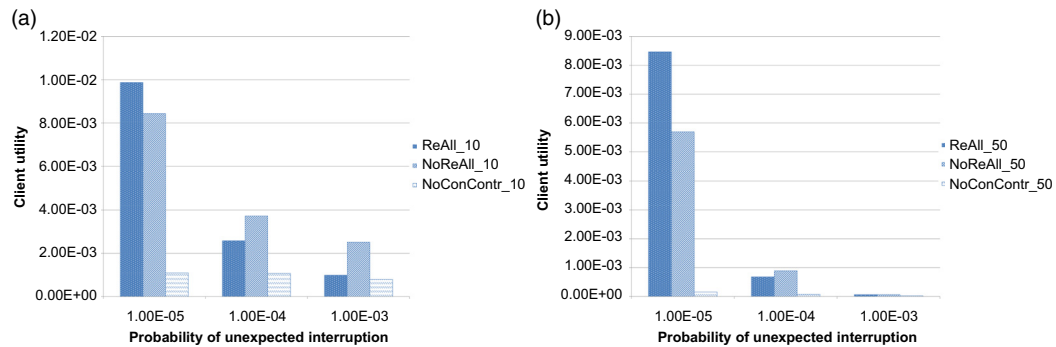 (a)
1.20E-02
1.00E-02
8.00E-03
6.00E-03
4.00E-03
2.00E-03
0.00E+00
Client utility
1.00E-05 1.00E-04 1.00E-03
Probability of unexpected interruption
ReAll_10
NoReAll_10
NoConContr_10
(b)
9.00E-03
8.00E-03
7.00E-03
6.00E-03
5.00E-03
4.00E-03
3.00E-03
2.00E-03
1.00E-03
0.00E+00
Client utility
1.00E-05 1.00E-04 1.00E-03
Probability of unexpected interruption
ReAll_50
NoReAll_50
NoConContr_50